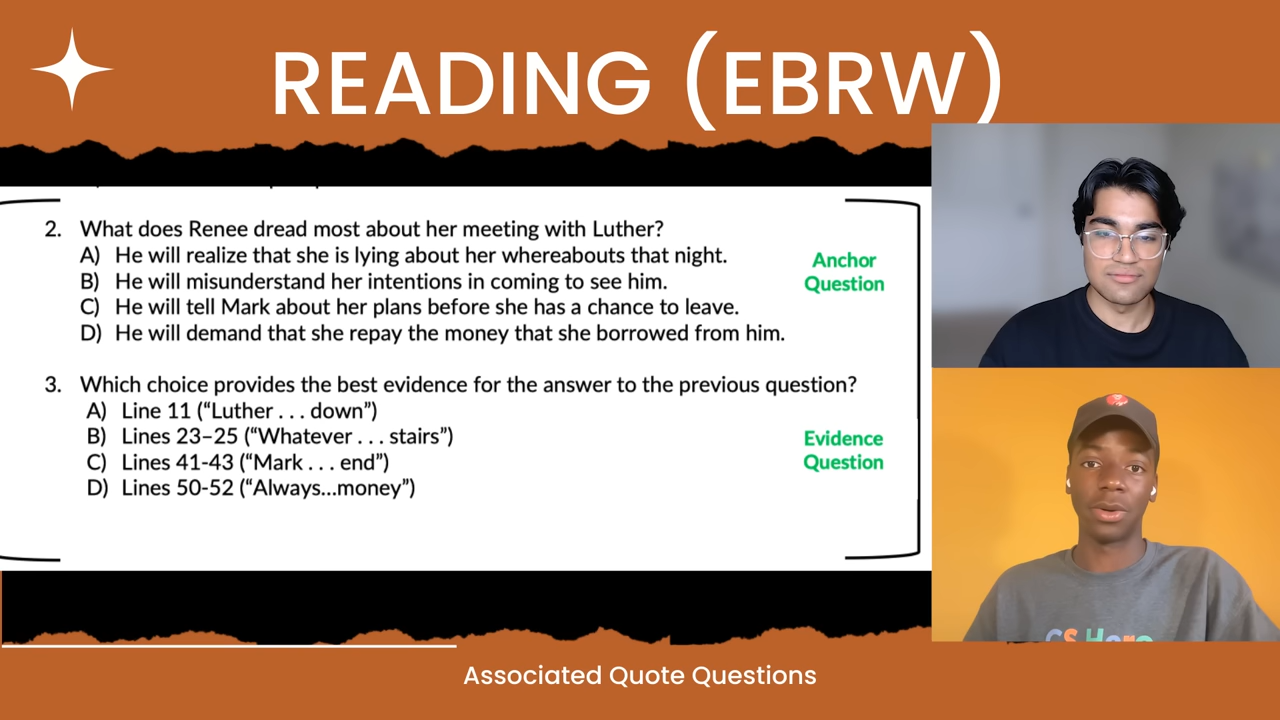 READING (EBRW)
2. What does Renee dread most about her meeting with Luther?
A) He will realize that she is lying about her whereabouts that night.
B) He will misunderstand her intentions in coming to see him.
C) He will tell Mark about her plans before she has a chance to leave.
D) He will demand that she repay the money that she borrowed from him.
Anchor
Question
3. Which choice provides the best evidence for the answer to the previous question?
A) Line 11 (“Luther . . . down”)
B) Lines 23–25 (“Whatever . . . stairs”)
C) Lines 41-43 (“Mark . . . end”)
D) Lines 50-52 (“Always...money”)
Evidence
Question
CS Hero
Associated Quote Questions